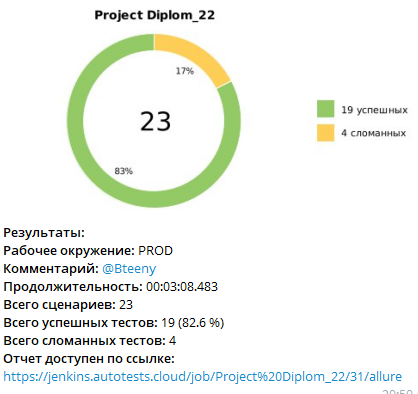 Project Diplom_22
17%
19 успешных
23
4 сломанных
83%
Результаты:
Рабочее окружение: PROD
Комментарий: @Bteeny
Продолжительность: 00:03:08.483
Всего сценариев: 23
Всего успешных тестов: 19 (82.6 %)
Всего сломанных тестов: 4
Отчет доступен по ссылке:
https://jenkins.autotests.cloud/job/Project%20Diplom_22/31/allure